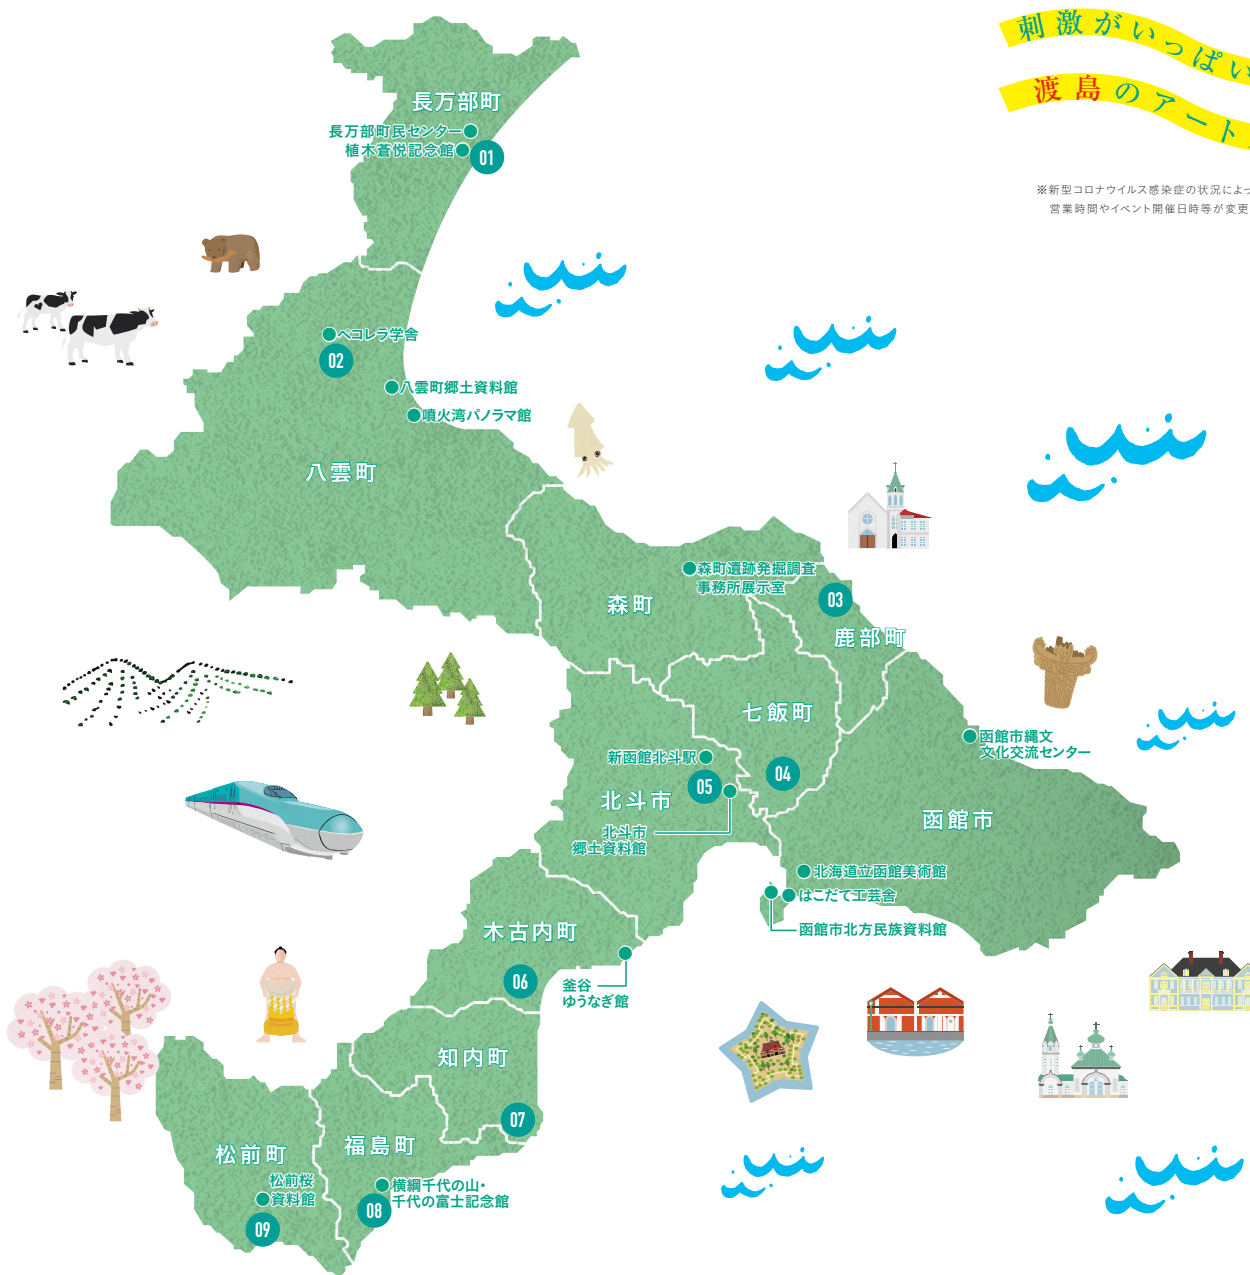 刺激がいっぱい
渡島のアート
※新型コロナウイルス感染症の状況によっ
営業時間やイベント開催日時等が変更
長万部町
長万部町民センター
植木蒼悦記念館
01
ペコレラ学舎
02
八雲町郷土資料館
噴火湾パノラマ館
八雲町
森町遺跡発掘調査
事務所展示室
森町
03
鹿部町
七飯町
函館市縄文
文化交流センター
新函館北斗駅
04
05
北斗市
函館市
北斗市
郷土資料館
北海道立函館美術館
はこだて工芸舎
函館市北方民族資料館
木古内町
06
釜谷
ゆうなぎ館
知内町
07
福島町
松前町
松前桜
資料館
横綱千代の山・
千代の富士記念館
08
09